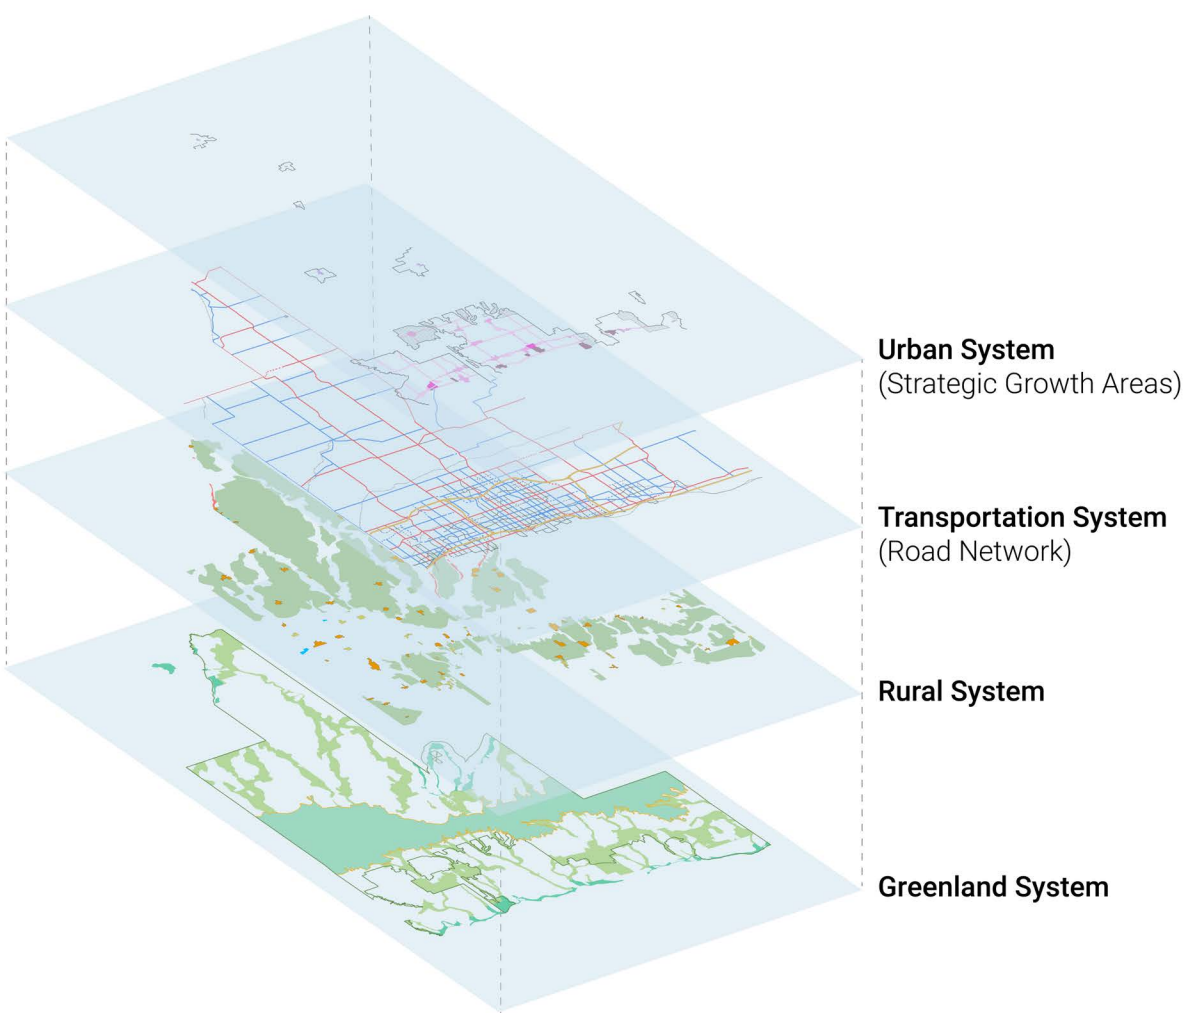 Urban System
(Strategic Growth Areas)
Transportation System
(Road Network)
Rural System
Greenland System